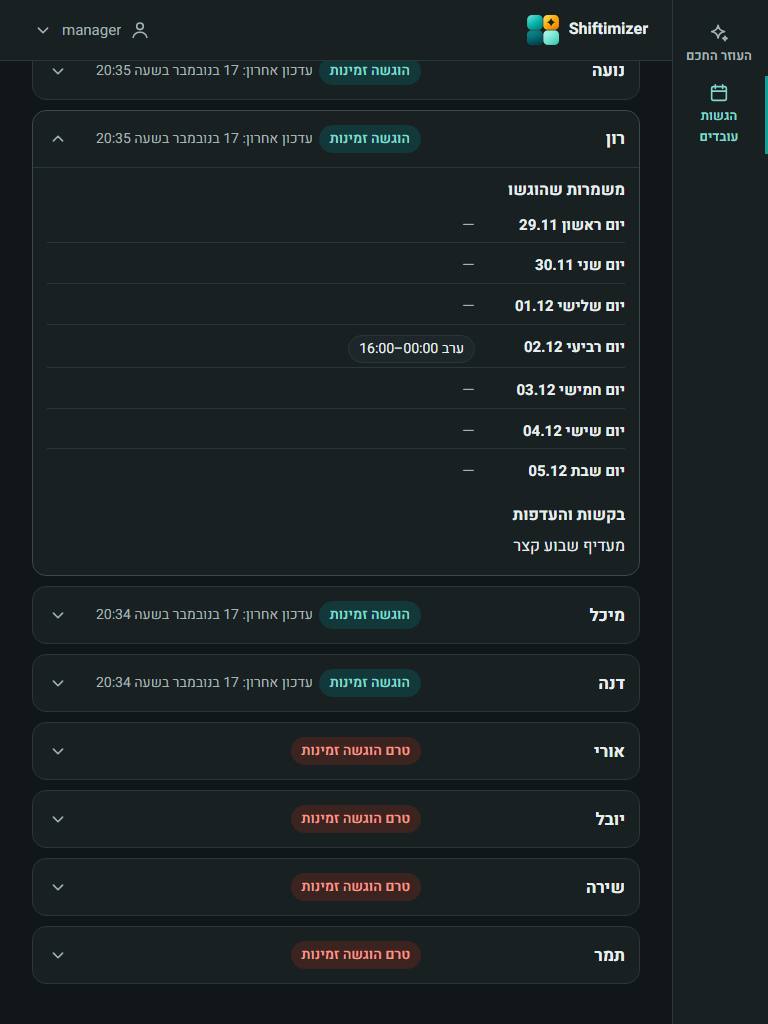 Shiftimizer
manager
העוזר החכם
הגשות
עובדים
נועה הוגשה זמינות עדכון אחרון: 17 בנובמבר בשעה 20:35
רון הוגשה זמינות עדכון אחרון: 17 בנובמבר בשעה 20:35
משמרות שהוגשו
יום ראשון 29.11 —
יום שני 30.11 —
יום שלישי 01.12 —
יום רביעי 02.12 ערב 16:00–00:00
יום חמישי 03.12 —
יום שישי 04.12 —
יום שבת 05.12 —
בקשות והעדפות
מעדיף שבוע קצר
מיכל הוגשה זמינות עדכון אחרון: 17 בנובמבר בשעה 20:34
דנה הוגשה זמינות עדכון אחרון: 17 בנובמבר בשעה 20:34
אורי טרם הוגשה זמינות
יובל טרם הוגשה זמינות
שירה טרם הוגשה זמינות
תמר טרם הוגשה זמינות